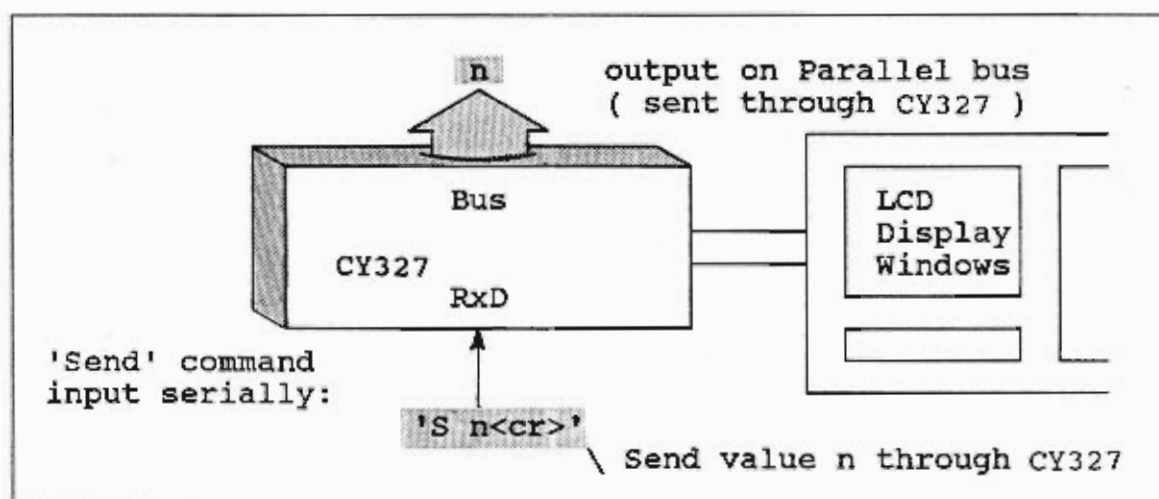 n
output on Parallel bus
( sent through CY327 )
Bus
CY327
RxD
LCD
Display
Windows
'Send' command
input serially:
'S n<cr>'
Send value n through CY327